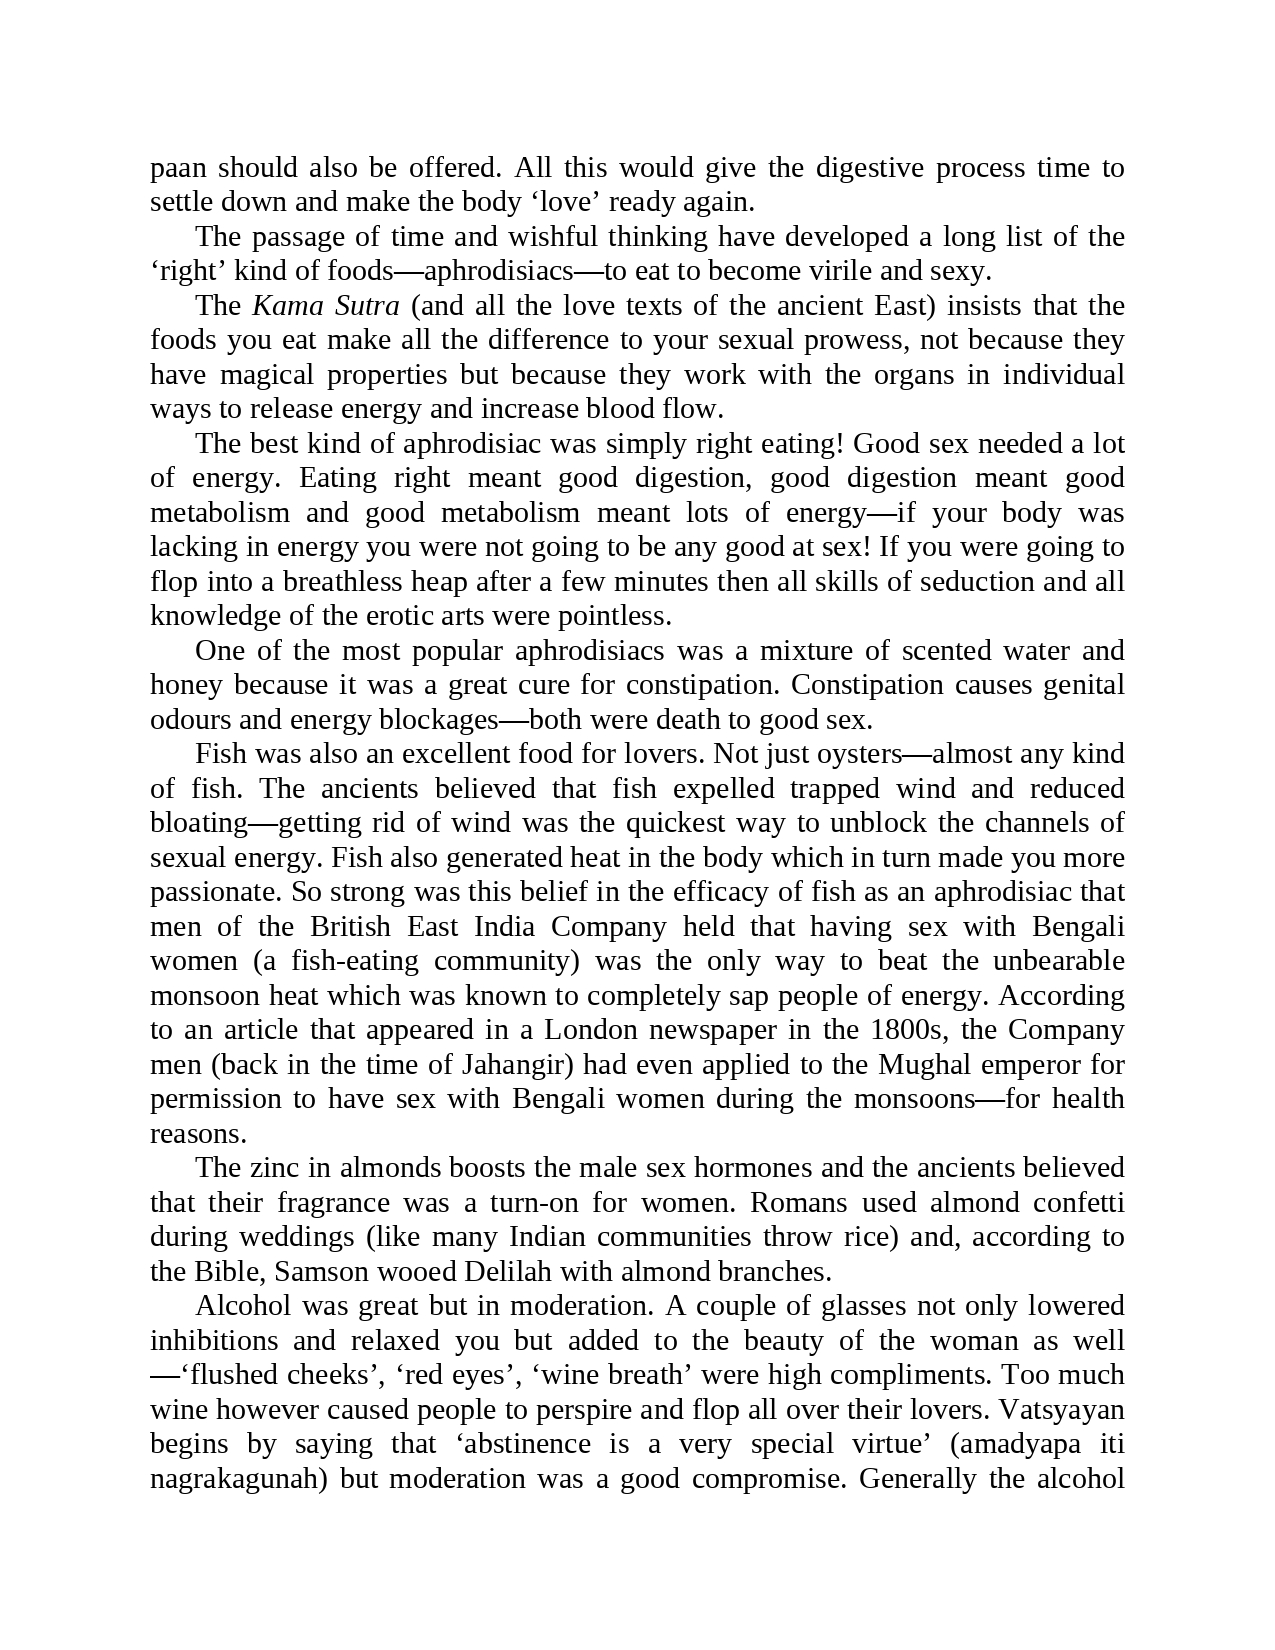 paan should also be offered. All this would give the digestive process time to
settle down and make the body ‘love’ ready again.
The passage of time and wishful thinking have developed a long list of the
‘right’ kind of foods—aphrodisiacs—to eat to become virile and sexy.
The Kama Sutra (and all the love texts of the ancient East) insists that the
foods you eat make all the difference to your sexual prowess, not because they
have magical properties but because they work with the organs in individual
ways to release energy and increase blood flow.
The best kind of aphrodisiac was simply right eating! Good sex needed a lot
of energy. Eating right meant good digestion, good digestion meant good
metabolism and good metabolism meant lots of energy—if your body was
lacking in energy you were not going to be any good at sex! If you were going to
flop into a breathless heap after a few minutes then all skills of seduction and all
knowledge of the erotic arts were pointless.
One of the most popular aphrodisiacs was a mixture of scented water and
honey because it was a great cure for constipation. Constipation causes genital
odours and energy blockages—both were death to good sex.
Fish was also an excellent food for lovers. Not just oysters—almost any kind
of fish. The ancients believed that fish expelled trapped wind and reduced
bloating—getting rid of wind was the quickest way to unblock the channels of
sexual energy. Fish also generated heat in the body which in turn made you more
passionate. So strong was this belief in the efficacy of fish as an aphrodisiac that
men of the British East India Company held that having sex with Bengali
women (a fish-eating community) was the only way to beat the unbearable
monsoon heat which was known to completely sap people of energy. According
to an article that appeared in a London newspaper in the 1800s, the Company
men (back in the time of Jahangir) had even applied to the Mughal emperor for
permission to have sex with Bengali women during the monsoons—for health
reasons.
The zinc in almonds boosts the male sex hormones and the ancients believed
that their fragrance was a turn-on for women. Romans used almond confetti
during weddings (like many Indian communities throw rice) and, according to
the Bible, Samson wooed Delilah with almond branches.
Alcohol was great but in moderation. A couple of glasses not only lowered
inhibitions and relaxed you but added to the beauty of the woman as well
—‘flushed cheeks’, ‘red eyes’, ‘wine breath’ were high compliments. Too much
wine however caused people to perspire and flop all over their lovers. Vatsyayan
begins by saying that ‘abstinence is a very special virtue’ (amadyapa iti
nagrakagunah) but moderation was a good compromise. Generally the alcohol